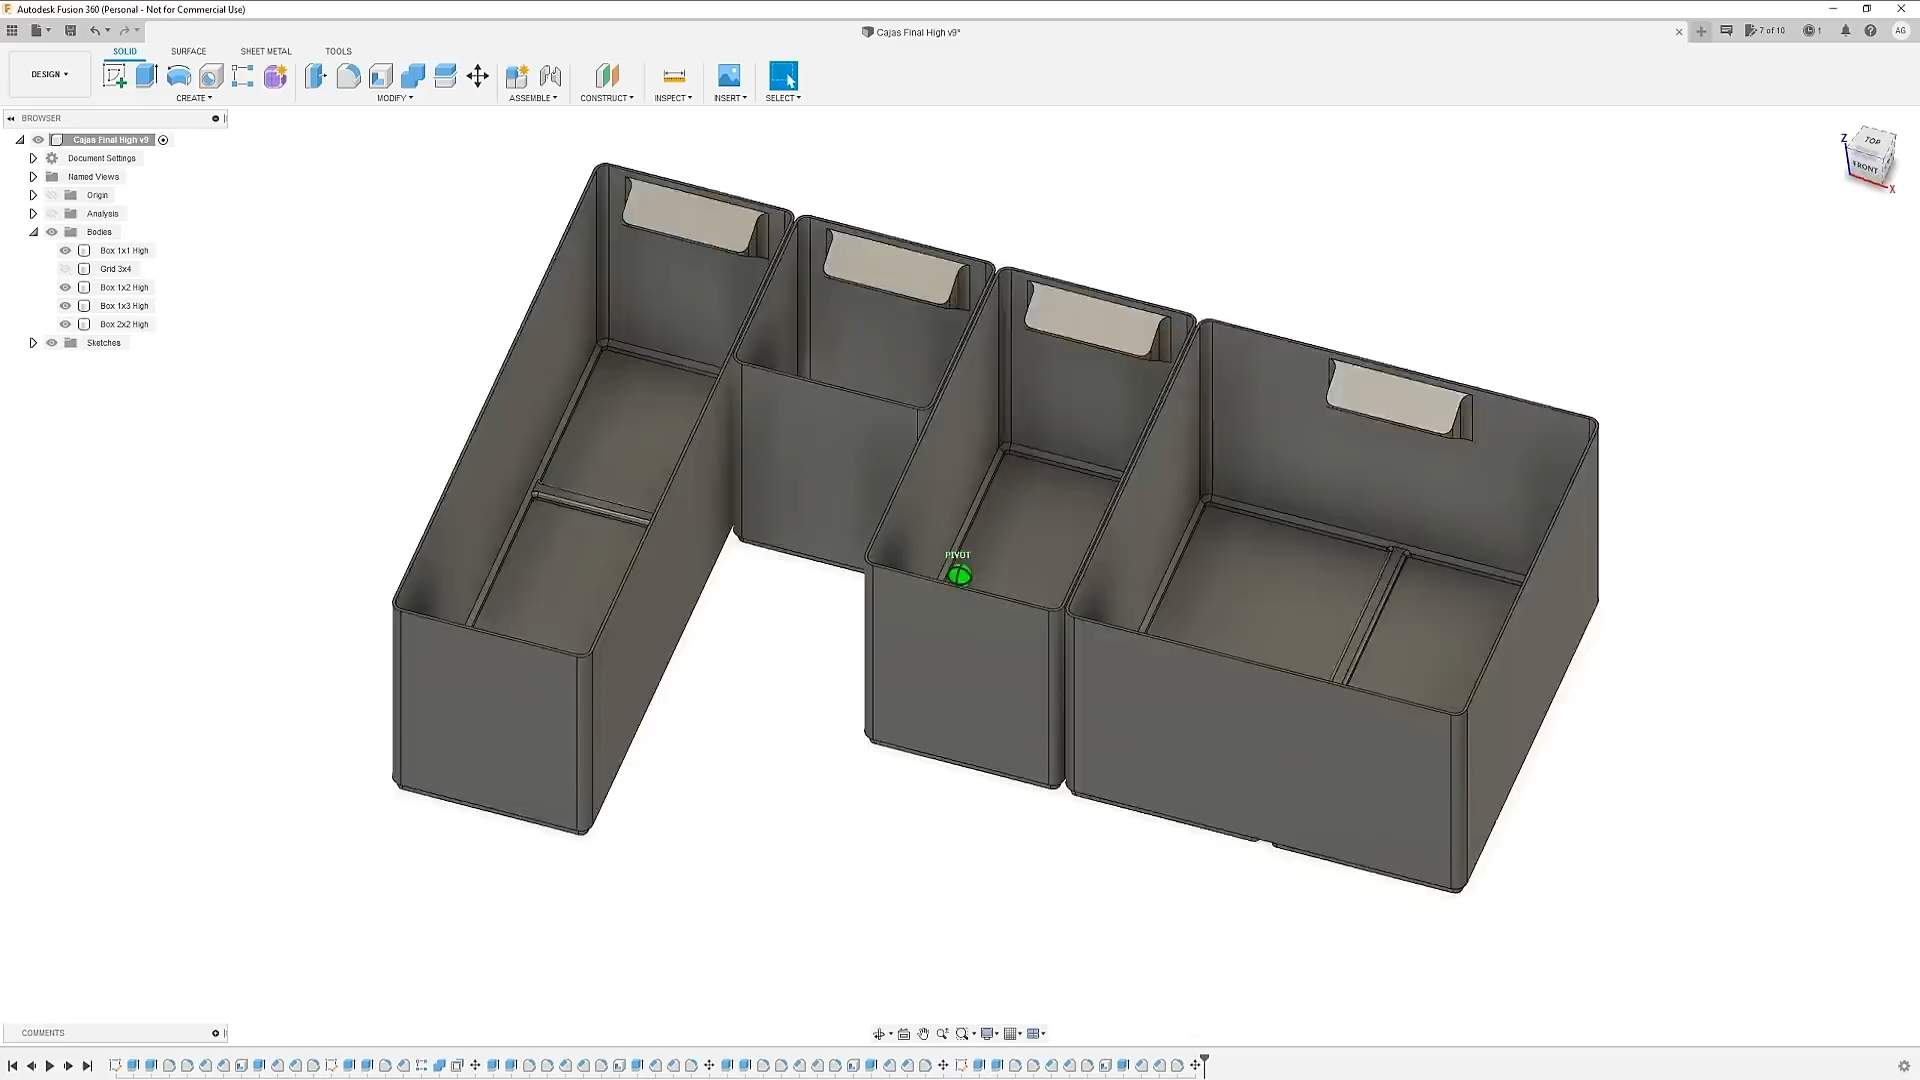 Autodesk Fusion 360 (Personal - Not for Commercial Use)
Cajas Final High v9*
7 of 10
1
AG
SOLID
SURFACE
SHEET METAL
TOOLS
DESIGN
CREATE
MODIFY
ASSEMBLE
CONSTRUCT
INSPECT
INSERT
SELECT
BROWSER
Cajas Final High v9
Document Settings
Named Views
Origin
Analysis
Bodies
Box 1x1 High
Grid 3x4
Box 1x2 High
Box 1x3 High
Box 2x2 High
Sketches
Z
TOP
FRONT
X
PIVOT
COMMENTS